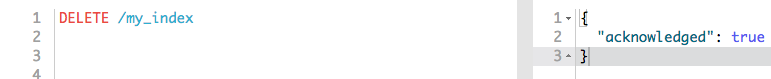 1 DELETE /my_index
2
3
4
1 {
2 "acknowledged": true
3 }